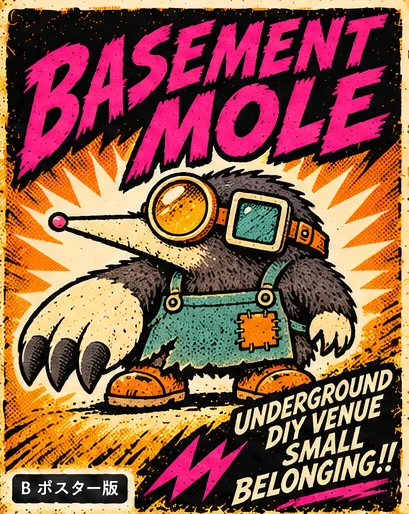 BASEMENT
MOLE
UNDERGROUND
DIY VENUE
SMALL
BELONGING!!
B ポスター版